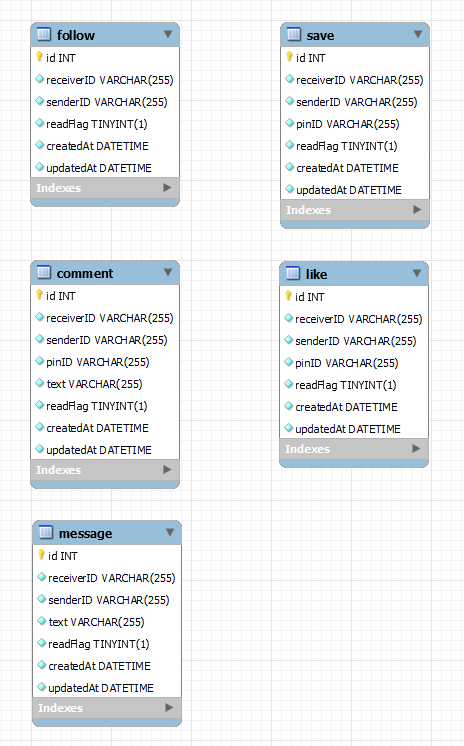 follow
id INT
receiverID VARCHAR(255)
senderID VARCHAR(255)
readFlag TINYINT(1)
createdAt DATETIME
updatedAt DATETIME
Indexes
save
id INT
receiverID VARCHAR(255)
senderID VARCHAR(255)
pinID VARCHAR(255)
readFlag TINYINT(1)
createdAt DATETIME
updatedAt DATETIME
Indexes
comment
id INT
receiverID VARCHAR(255)
senderID VARCHAR(255)
pinID VARCHAR(255)
text VARCHAR(255)
readFlag TINYINT(1)
createdAt DATETIME
updatedAt DATETIME
Indexes
like
id INT
receiverID VARCHAR(255)
senderID VARCHAR(255)
pinID VARCHAR(255)
readFlag TINYINT(1)
createdAt DATETIME
updatedAt DATETIME
Indexes
message
id INT
receiverID VARCHAR(255)
senderID VARCHAR(255)
text VARCHAR(255)
readFlag TINYINT(1)
createdAt DATETIME
updatedAt DATETIME
Indexes